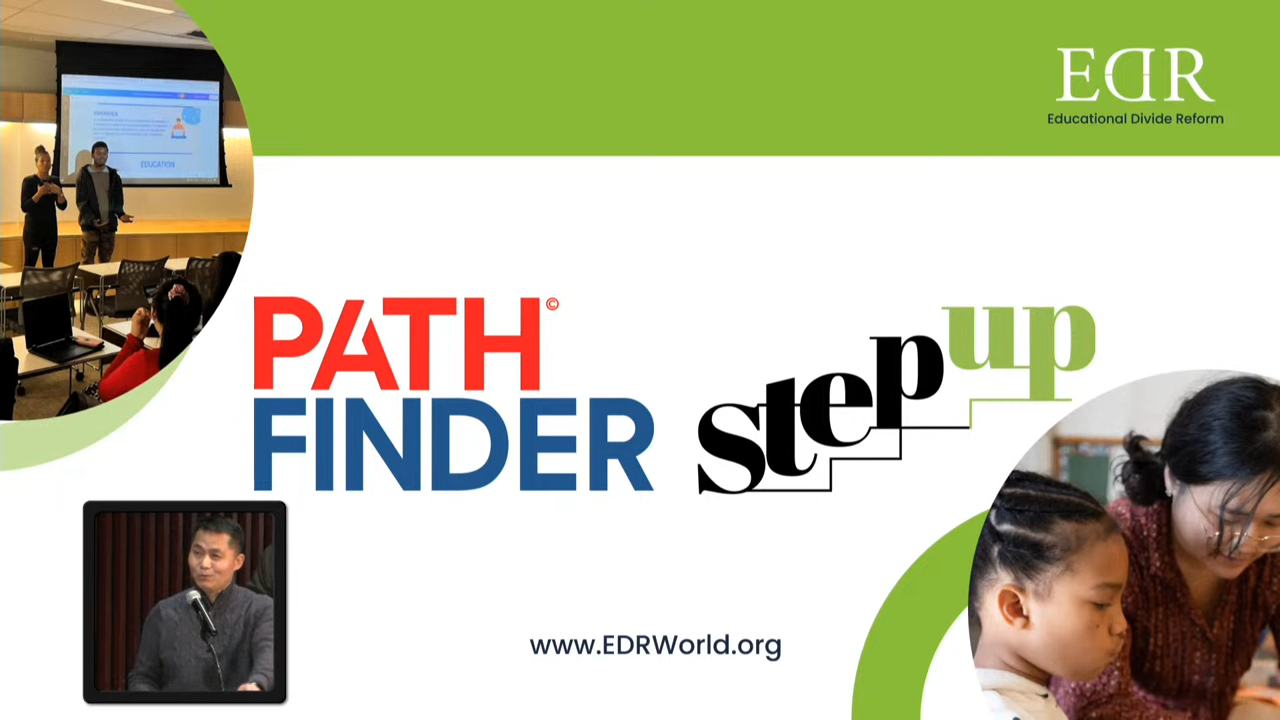 EDR
Educational Divide Reform
EDUCATION
PATH©
FINDER
step up
www.EDRWorld.org